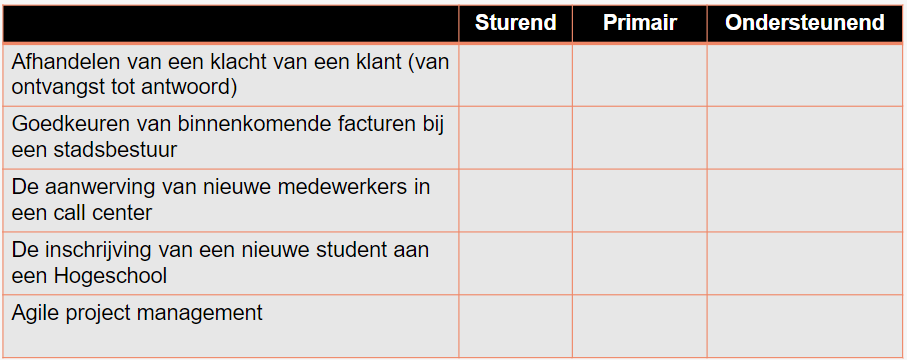 Sturend Primair Ondersteunend
Afhandelen van een klacht van een klant (van
ontvangst tot antwoord)
Goedkeuren van binnenkomende facturen bij
een stadsbestuur
De aanwerving van nieuwe medewerkers in
een call center
De inschrijving van een nieuwe student aan
een Hogeschool
Agile project management